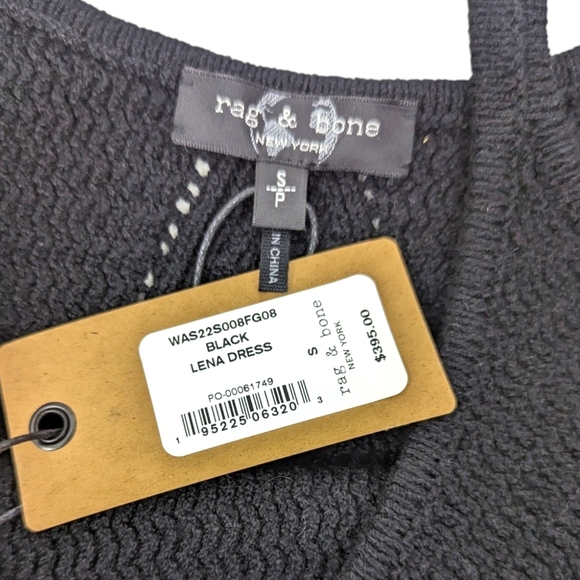 rag & bone
NEW YORK
S
P
IN CHINA
WAS22S008FG08
BLACK
LENA DRESS
PO-00061749
1 95225 06320 3
S
rag & bone
NEW YORK
$395.00